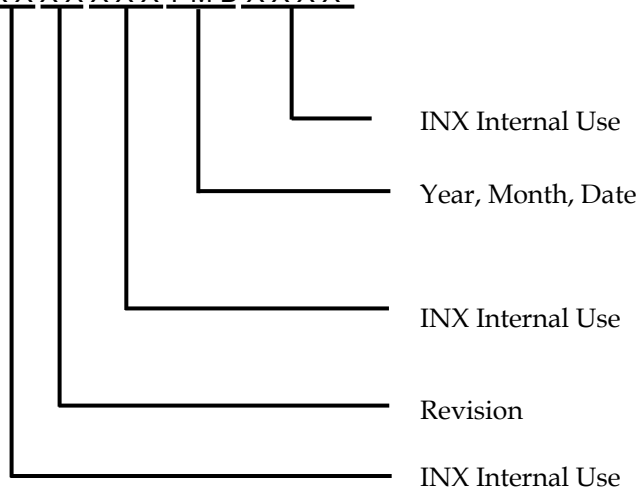 INX Internal Use
Year, Month, Date
INX Internal Use
Revision
INX Internal Use